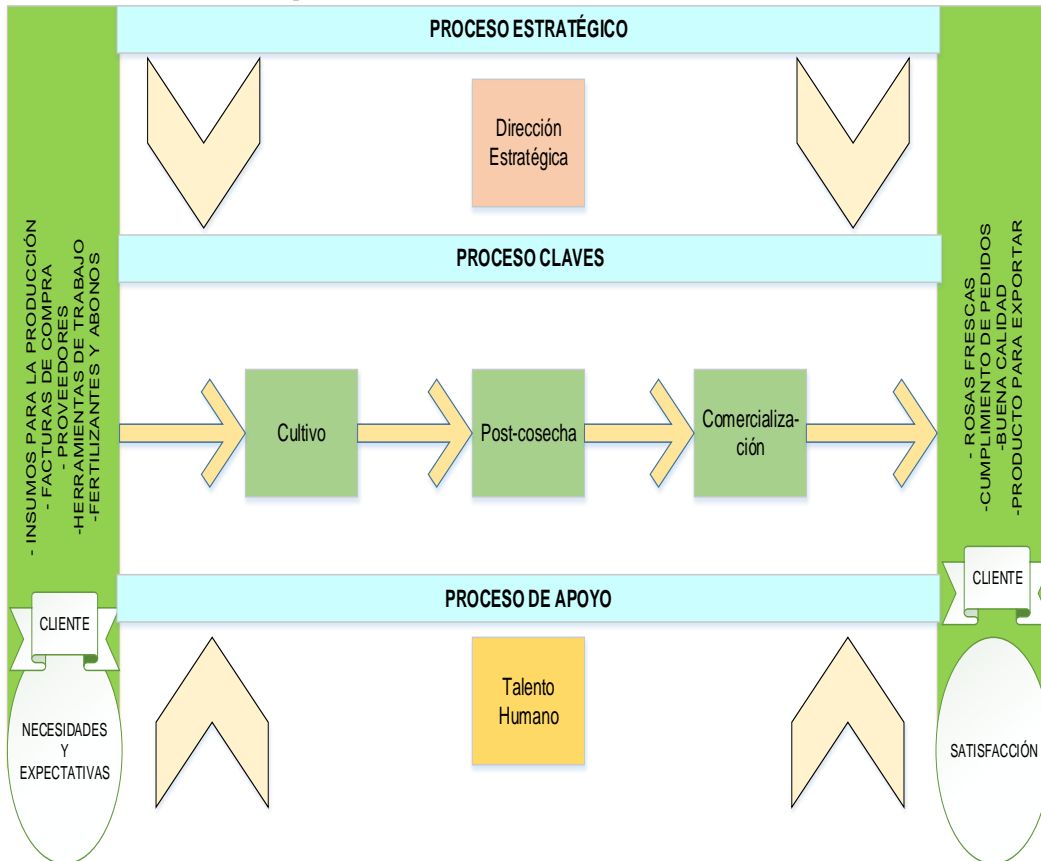 PROCESO ESTRATÉGICO
Dirección
Estratégica
PROCESO CLAVES
- INSUMOS PARA LA PRODUCCIÓN
- FACTURAS DE COMPRA
- PROVEEDORES
-HERRAMIENTAS DE TRABAJO
-FERTILIZANTES Y ABONOS
Cultivo
Post-cosecha
Comercializa-
ción
- ROSAS FRESCAS
-CUMPLIMIENTO DE PEDIDOS
-BUENA CALIDAD
-PRODUCTO PARA EXPORTAR
PROCESO DE APOYO
CLIENTE
NECESIDADES
Y
EXPECTATIVAS
Talento
Humano
CLIENTE
SATISFACCIÓN